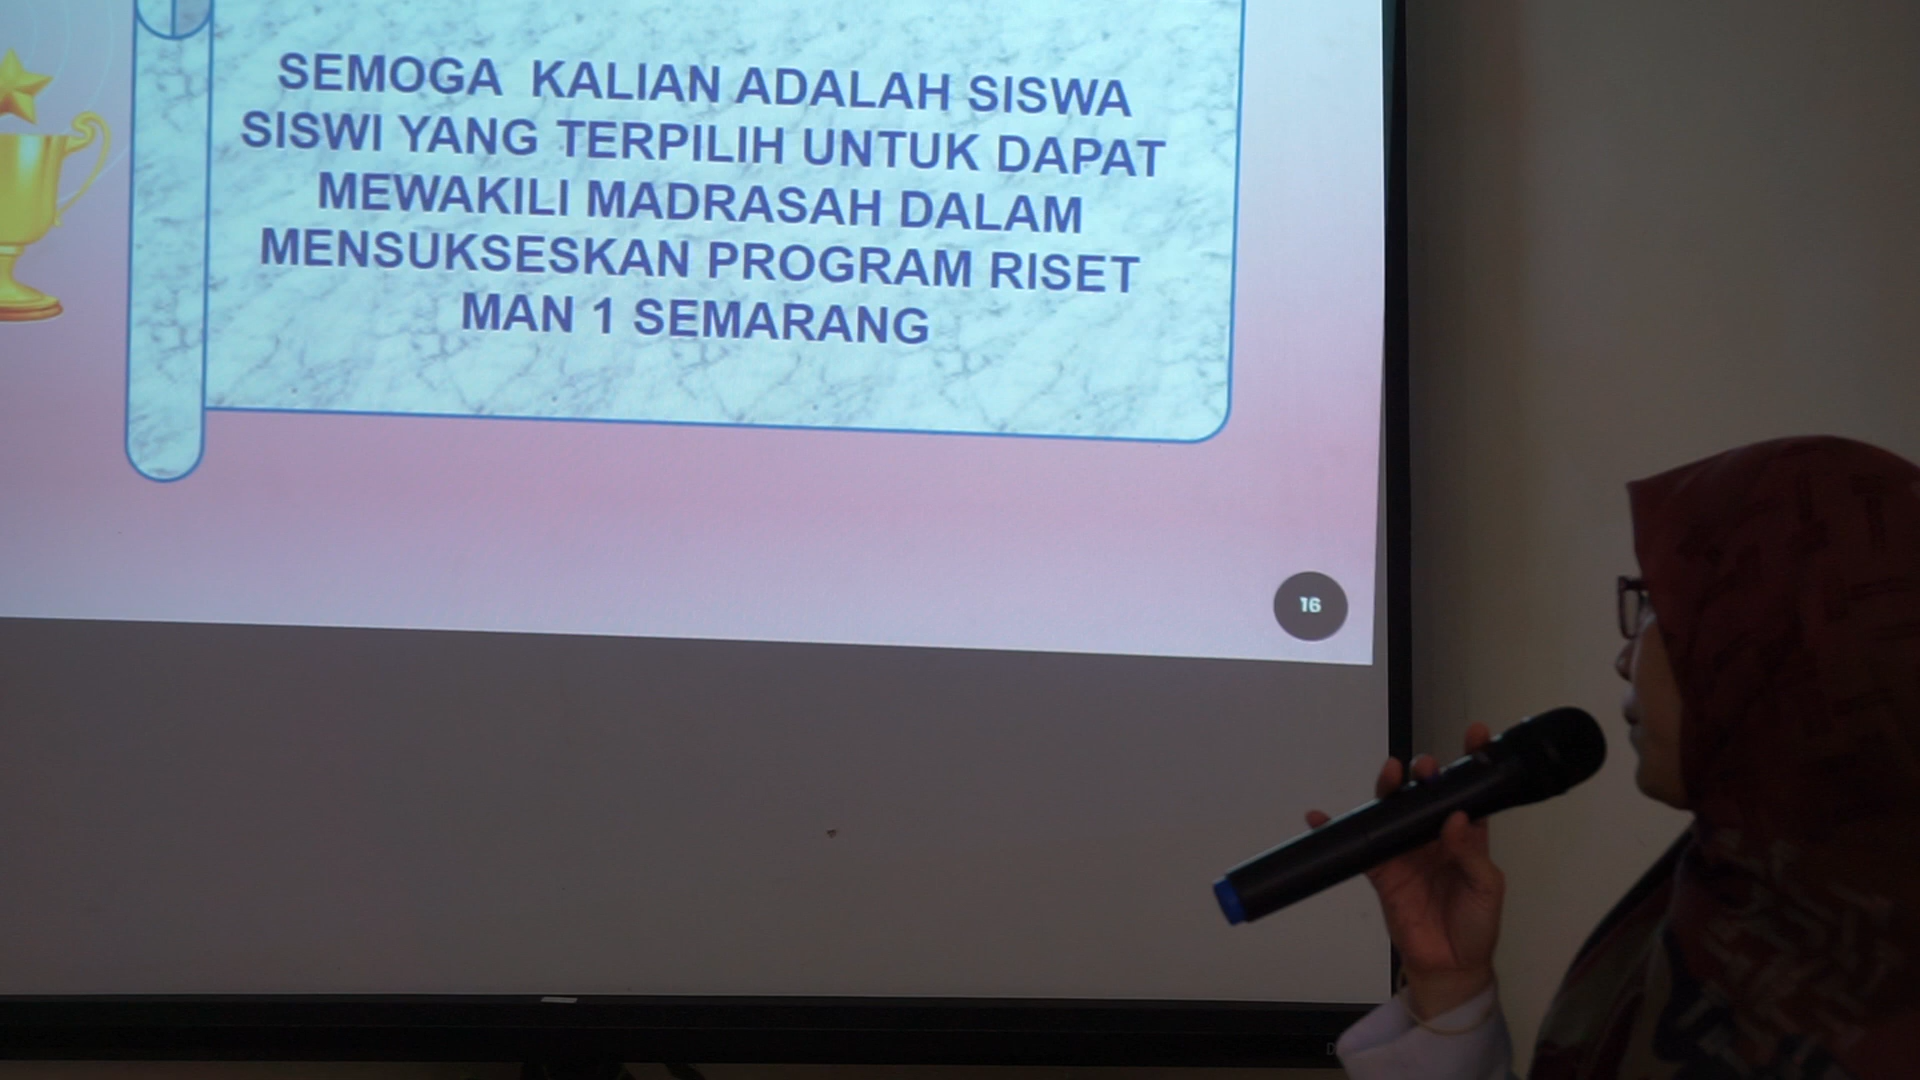 SEMOGA KALIAN ADALAH SISWA
SISWI YANG TERPILIH UNTUK DAPAT
MEWAKILI MADRASAH DALAM
MENSUKSESKAN PROGRAM RISET
MAN 1 SEMARANG
16